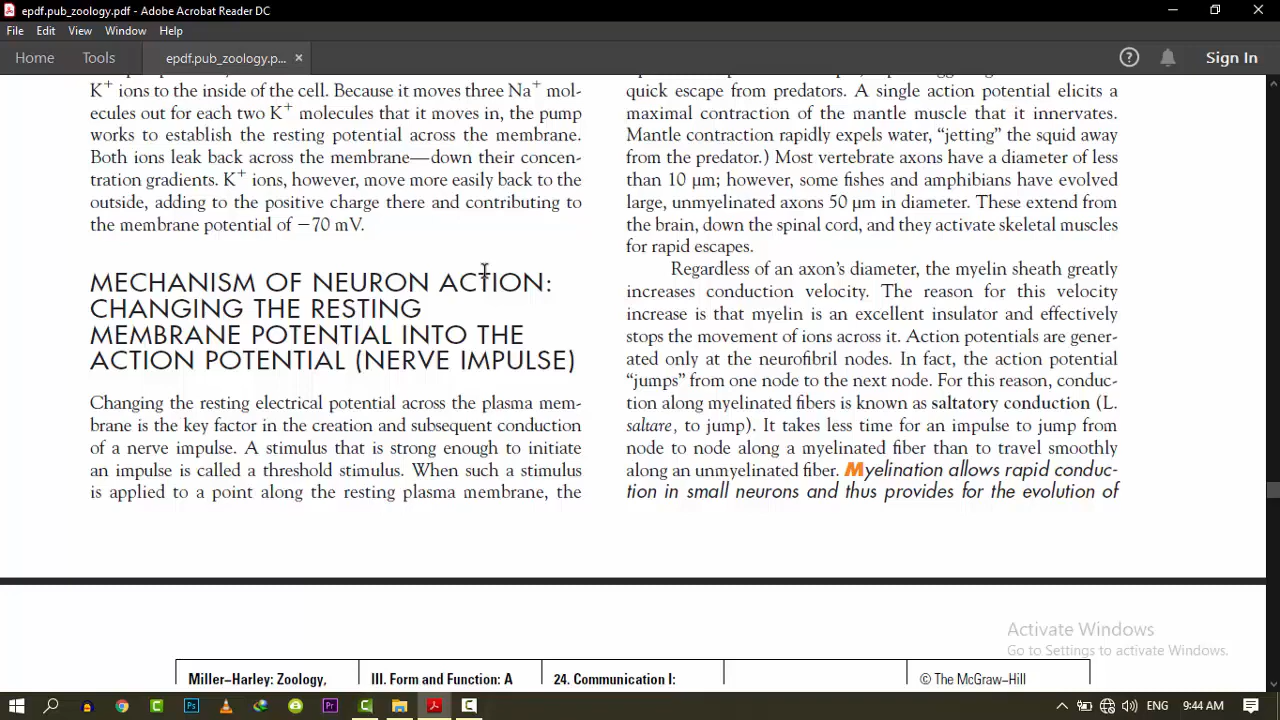 epdf.pub_zoology.pdf - Adobe Acrobat Reader DC
File Edit View Window Help
Home Tools epdf.pub_zoology.p... × Sign In
K+ ions to the inside of the cell. Because it moves three Na+ mol-
ecules out for each two K+ molecules that it moves in, the pump
works to establish the resting potential across the membrane.
Both ions leak back across the membrane—down their concen-
tration gradients. K+ ions, however, move more easily back to the
outside, adding to the positive charge there and contributing to
the membrane potential of −70 mV.
MECHANISM OF NEURON ACTION:
CHANGING THE RESTING
MEMBRANE POTENTIAL INTO THE
ACTION POTENTIAL (NERVE IMPULSE)
Changing the resting electrical potential across the plasma mem-
brane is the key factor in the creation and subsequent conduction
of a nerve impulse. A stimulus that is strong enough to initiate
an impulse is called a threshold stimulus. When such a stimulus
is applied to a point along the resting plasma membrane, the
quick escape from predators. A single action potential elicits a
maximal contraction of the mantle muscle that it innervates.
Mantle contraction rapidly expels water, “jetting” the squid away
from the predator.) Most vertebrate axons have a diameter of less
than 10 μm; however, some fishes and amphibians have evolved
large, unmyelinated axons 50 μm in diameter. These extend from
the brain, down the spinal cord, and they activate skeletal muscles
for rapid escapes.
Regardless of an axon’s diameter, the myelin sheath greatly
increases conduction velocity. The reason for this velocity
increase is that myelin is an excellent insulator and effectively
stops the movement of ions across it. Action potentials are gener-
ated only at the neurofibril nodes. In fact, the action potential
“jumps” from one node to the next node. For this reason, conduc-
tion along myelinated fibers is known as saltatory conduction (L.
saltare, to jump). It takes less time for an impulse to jump from
node to node along a myelinated fiber than to travel smoothly
along an unmyelinated fiber. Myelination allows rapid conduc-
tion in small neurons and thus provides for the evolution of
Activate Windows
Go to Settings to activate Windows.
Miller−Harley: Zoology, III. Form and Function: A 24. Communication I: © The McGraw−Hill
ENG 9:44 AM